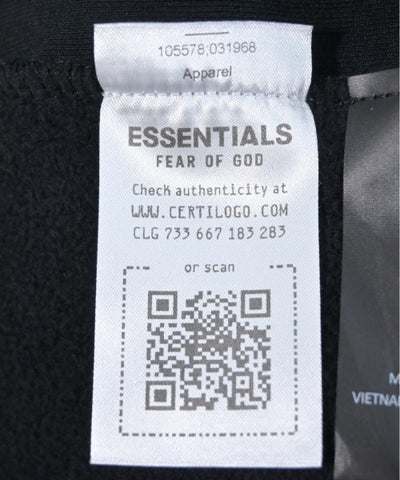 105578;031968
Apparel
ESSENTIALS
FEAR OF GOD
Check authenticity at
WWW.CERTILOGO.COM
CLG 733 667 183 283
or scan
M
VIETNA